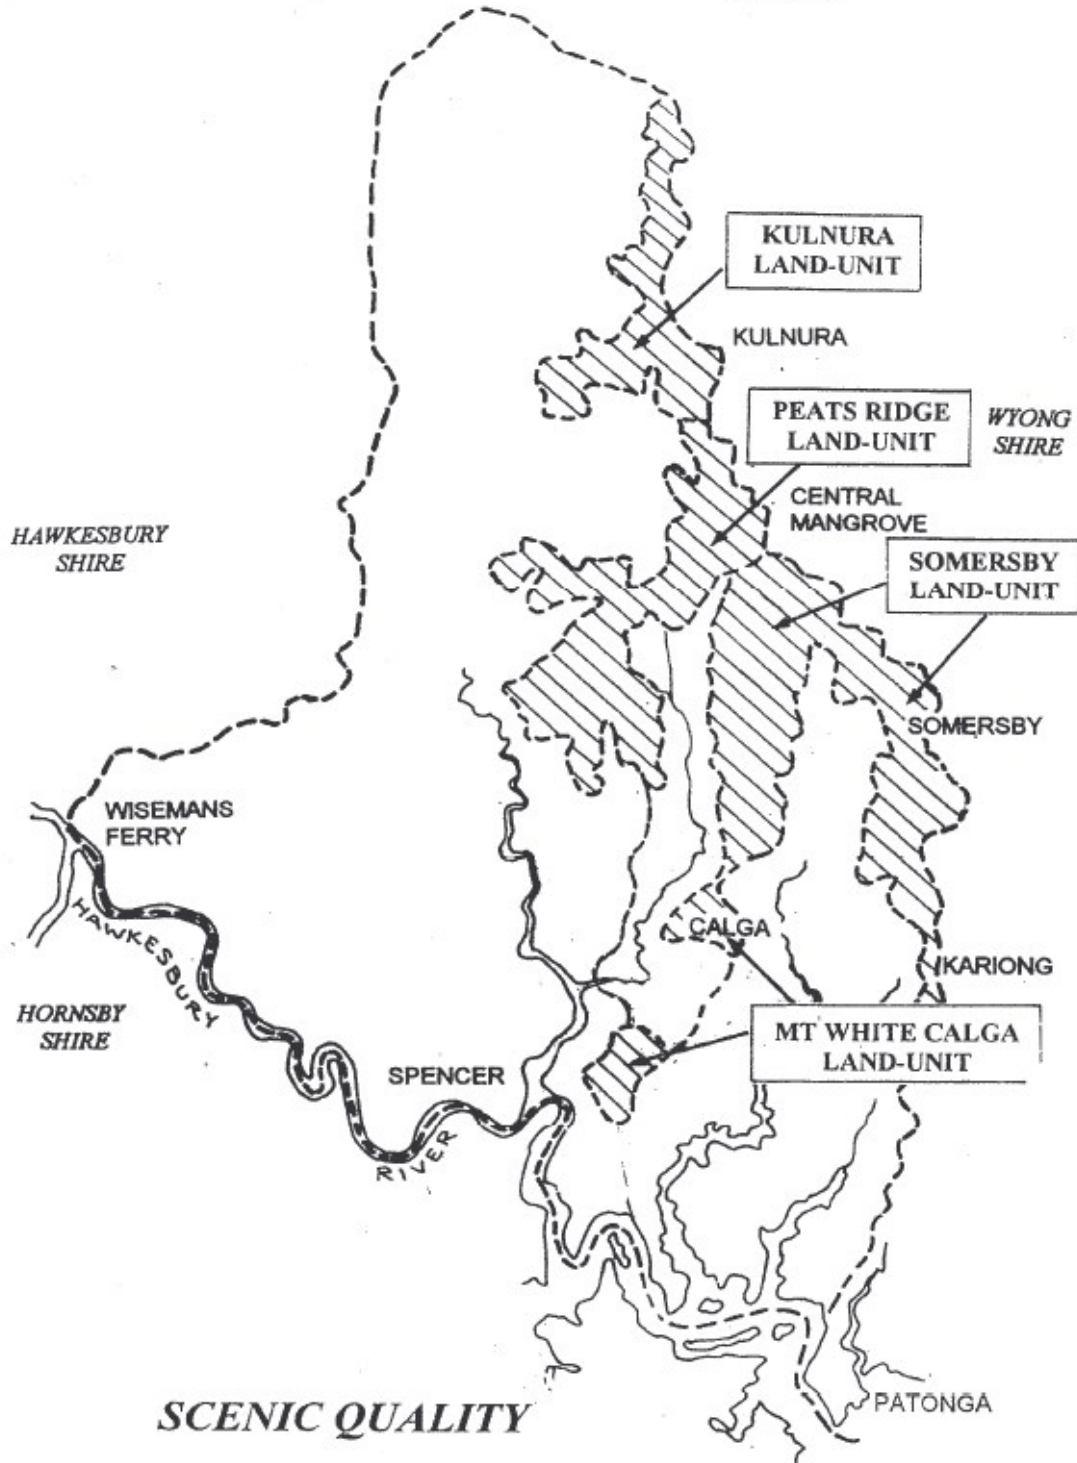 KULNURA
LAND-UNIT
KULNURA
PEATS RIDGE
LAND-UNIT
WYONG
SHIRE
CENTRAL
MANGROVE
HAWKESBURY
SHIRE
SOMERSBY
LAND-UNIT
SOMERSBY
WISEMANS
FERRY
HAWKESBURY
CALGA
KARIONG
HORNSBY
SHIRE
MT WHITE CALGA
LAND-UNIT
SPENCER
RIVER
PATONGA
SCENIC QUALITY